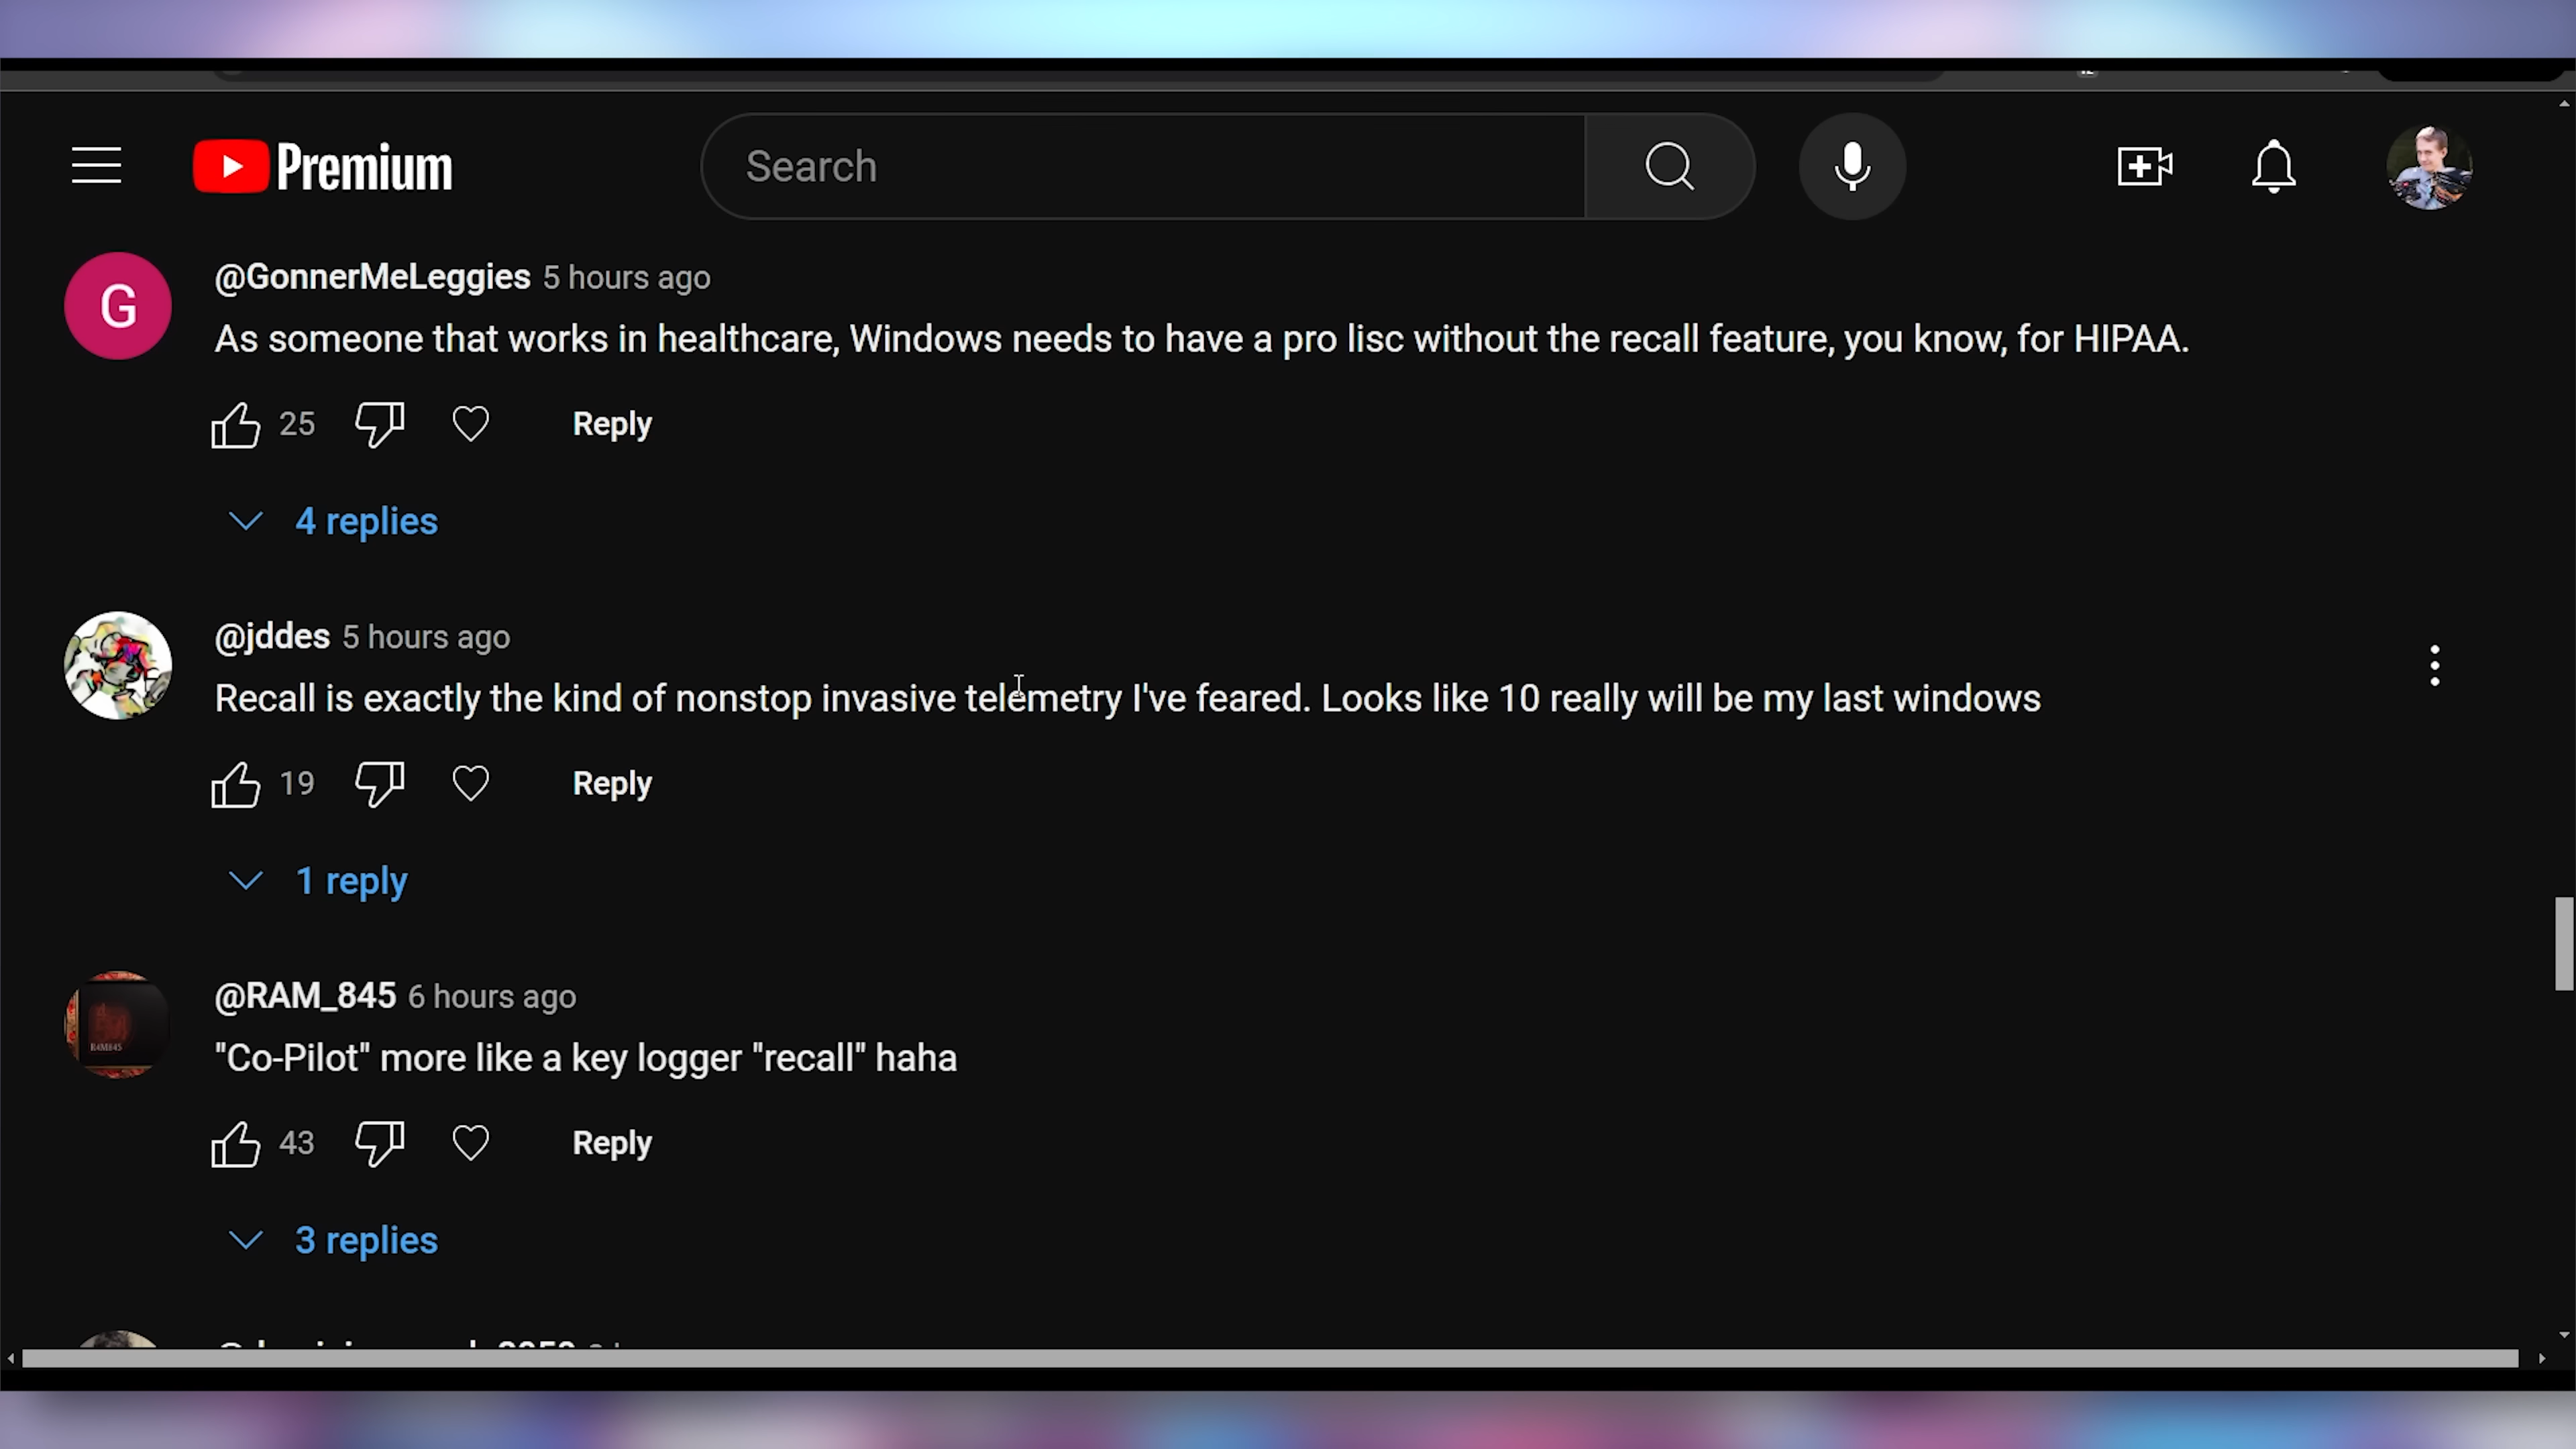 Premium
Search
@GonnerMeLeggies 5 hours ago
As someone that works in healthcare, Windows needs to have a pro lisc without the recall feature, you know, for HIPAA.
25 Reply
4 replies
@jddes 5 hours ago
Recall is exactly the kind of nonstop invasive telemetry I've feared. Looks like 10 really will be my last windows
19 Reply
1 reply
@RAM_845 6 hours ago
"Co-Pilot" more like a key logger "recall" haha
43 Reply
3 replies